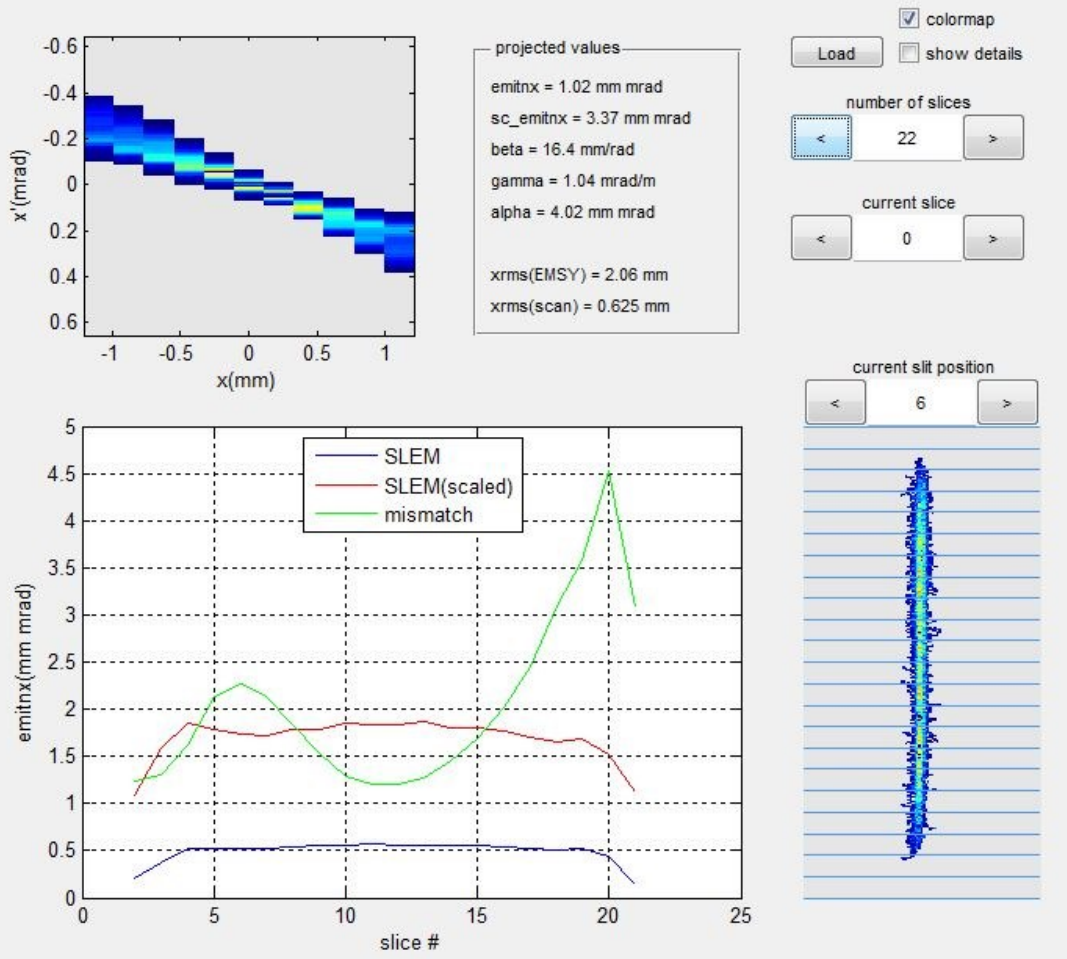 -0.6
-0.4
-0.2
0
0.2
0.4
0.6
x'(mrad)
-1 -0.5 0 0.5 1
x(mm)
projected values
emitnx = 1.02 mm mrad
sc_emitnx = 3.37 mm mrad
beta = 16.4 mm/rad
gamma = 1.04 mrad/m
alpha = 4.02 mm mrad
xrms(EMSY) = 2.06 mm
xrms(scan) = 0.625 mm
colormap
Load show details
number of slices
< 22 >
current slice
< 0 >
current slit position
< 6 >
5
4.5
4
3.5
3
2.5
2
1.5
1
0.5
0
emitnx(mm mrad)
SLEM
SLEM(scaled)
mismatch
0 5 10 15 20 25
slice #